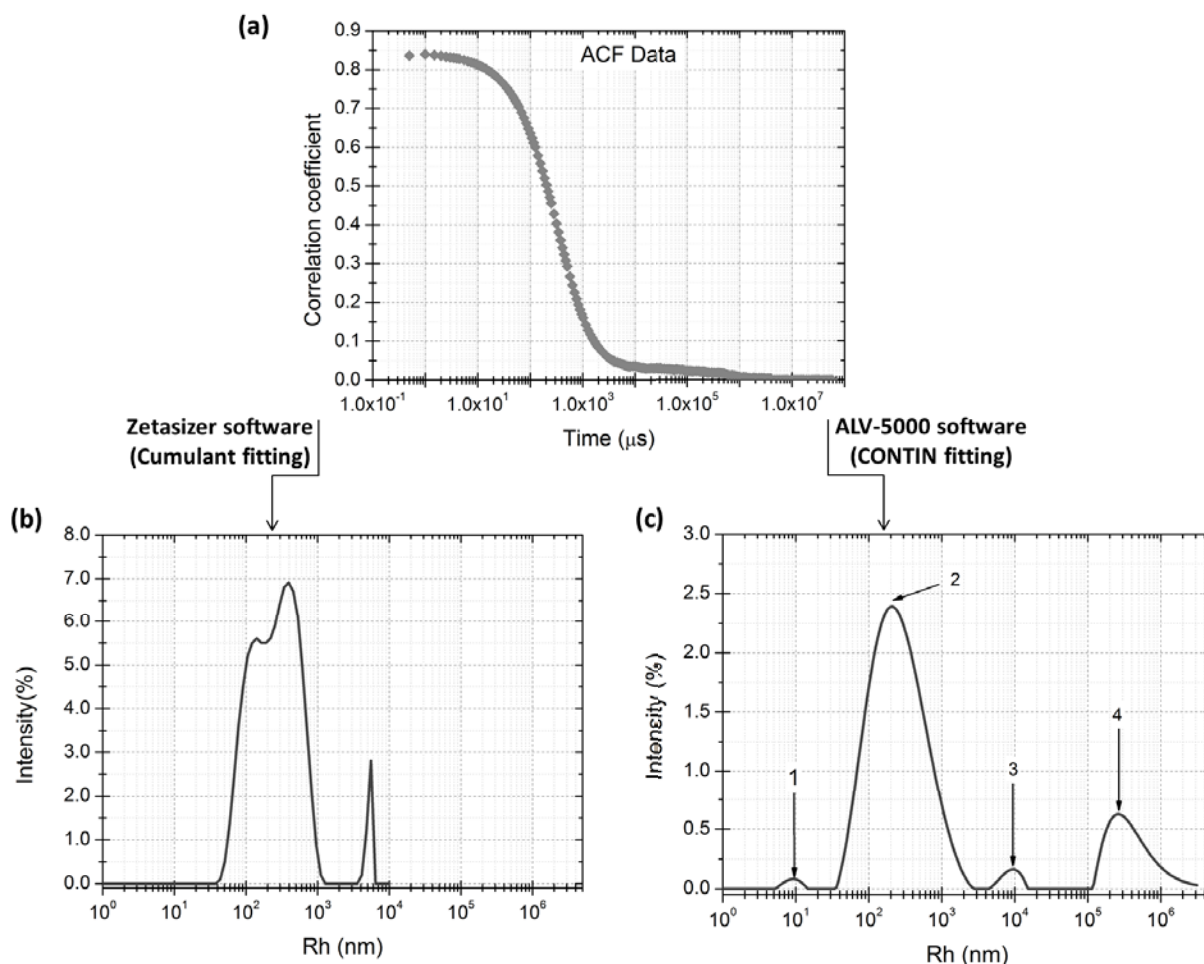 (a)
ACF Data
Correlation coefficient
0.9
0.8
0.7
0.6
0.5
0.4
0.3
0.2
0.1
0.0
1.0x10⁻¹ 1.0x10¹ 1.0x10³ 1.0x10⁵ 1.0x10⁷
Time (μs)
Zetasizer software
(Cumulant fitting)
ALV-5000 software
(CONTIN fitting)
(b)
Intensity(%)
8.0
7.0
6.0
5.0
4.0
3.0
2.0
1.0
0.0
10⁰ 10¹ 10² 10³ 10⁴ 10⁵ 10⁶
Rh (nm)
(c)
Intensity (%)
3.0
2.5
2.0
1.5
1.0
0.5
0.0
1
2
3
4
10⁰ 10¹ 10² 10³ 10⁴ 10⁵ 10⁶
Rh (nm)